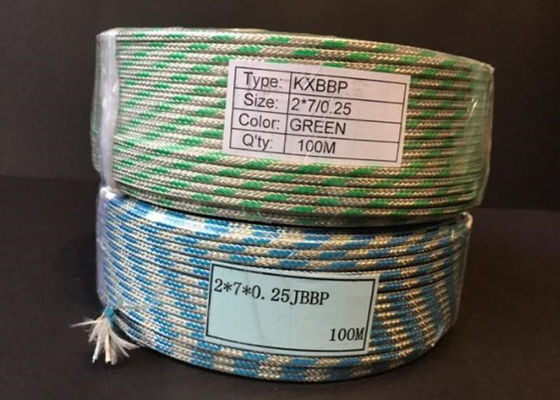 Type: KXBBP
Size: 2*7/0.25
Color: GREEN
Q'ty: 100M
2*7*0.25JBBP
100M